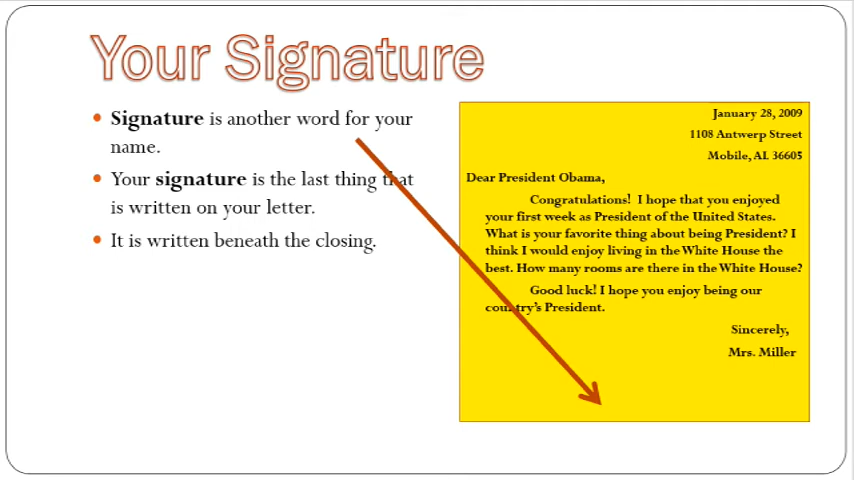 Your Signature
• Signature is another word for your
name.
• Your signature is the last thing that
is written on your letter.
• It is written beneath the closing.
January 28, 2009
1108 Antwerp Street
Mobile, AL 36605
Dear President Obama,
Congratulations! I hope that you enjoyed
your first week as President of the United States.
What is your favorite thing about being President? I
think I would enjoy living in the White House the
best. How many rooms are there in the White House?
Good luck! I hope you enjoy being our
country's President.
Sincerely,
Mrs. Miller